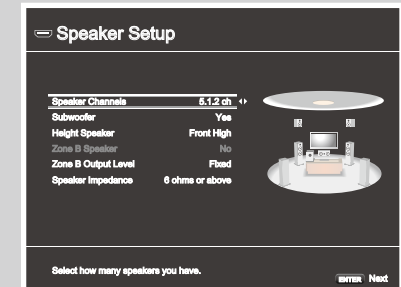 Speaker Setup
Speaker Channels 5.1.2 ch
Subwoofer Yes
Height Speaker Front High
Zone B Speaker No
Zone B Output Level Fixed
Speaker Impedance 6 ohms or above
Select how many speakers you have.
ENTER Next